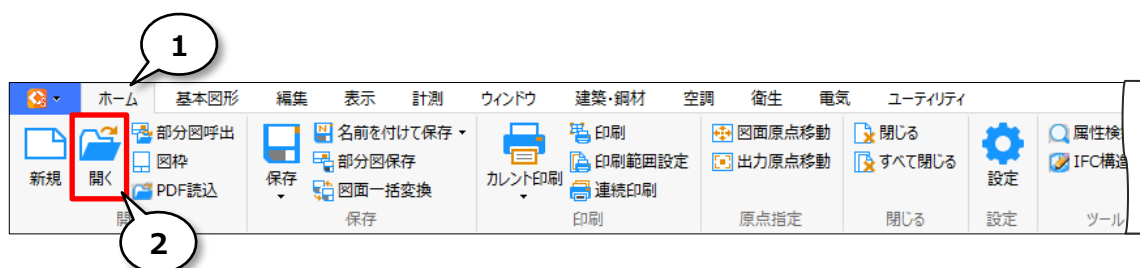 1
ホーム 基本図形 編集 表示 計測 ウィンドウ 建築・鋼材 空調 衛生 電気 ユーティリティ
部分図呼出 名前を付けて保存 印刷 図面原点移動 閉じる 属性検
図枠 部分図保存 印刷範囲設定 出力原点移動 すべて閉じる IFC構造
新規 開く PDF読込 保存 図面一括変換 カレント印刷 連続印刷 設定
開 保存 印刷 原点指定 閉じる 設定 ツール
2